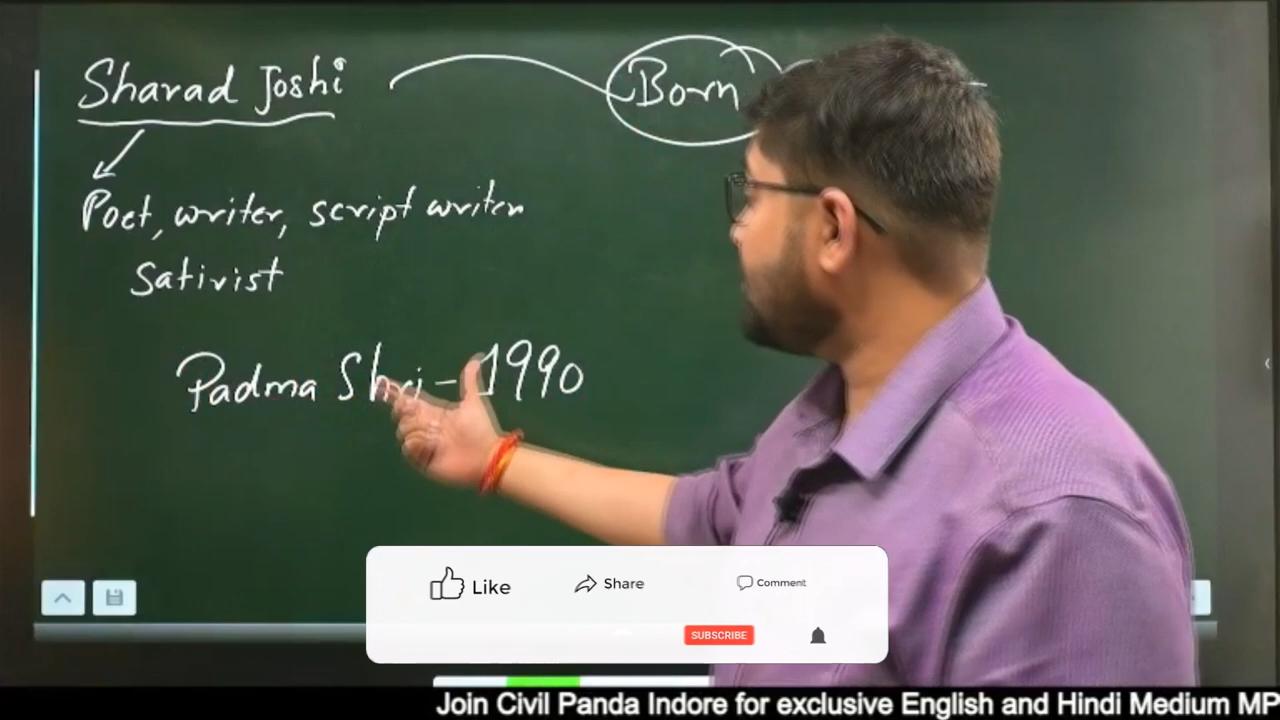 Sharad Joshi Born
Poet, writer, script writer
Satirist
Padma Shri - 1990
Like Share Comment
SUBSCRIBE
Join Civil Panda Indore for exclusive English and Hindi Medium MP